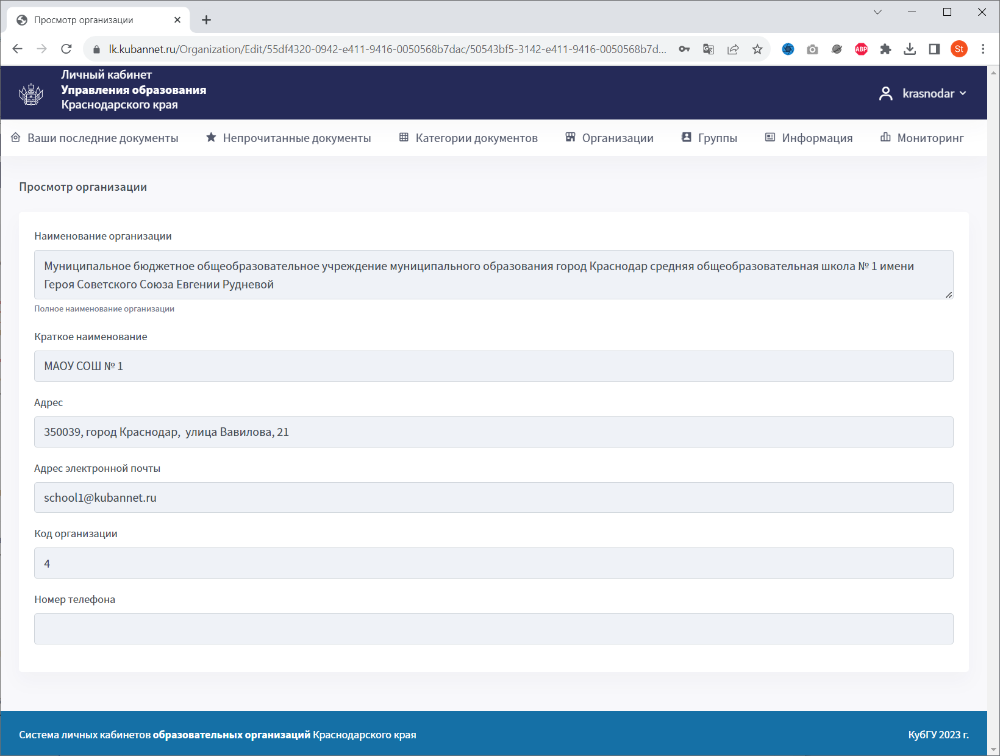 Просмотр организации
lk.kubannet.ru/Organization/Edit/55df4320-0942-e411-9416-0050568b7dac/50543bf5-3142-e411-9416-0050568b7d...
ABP
St
Личный кабинет
Управления образования
Краснодарского края
krasnodar
Ваши последние документы Непрочитанные документы Категории документов Организации Группы Информация Мониторинг
Просмотр организации
Наименование организации
Муниципальное бюджетное общеобразовательное учреждение муниципального образования город Краснодар средняя общеобразовательная школа № 1 имени
Героя Советского Союза Евгении Рудневой
Полное наименование организации
Краткое наименование
МАОУ СОШ № 1
Адрес
350039, город Краснодар,  улица Вавилова, 21
Адрес электронной почты
school1@kubannet.ru
Код организации
4
Номер телефона
Система личных кабинетов образовательных организаций Краснодарского края
КубГУ 2023 г.